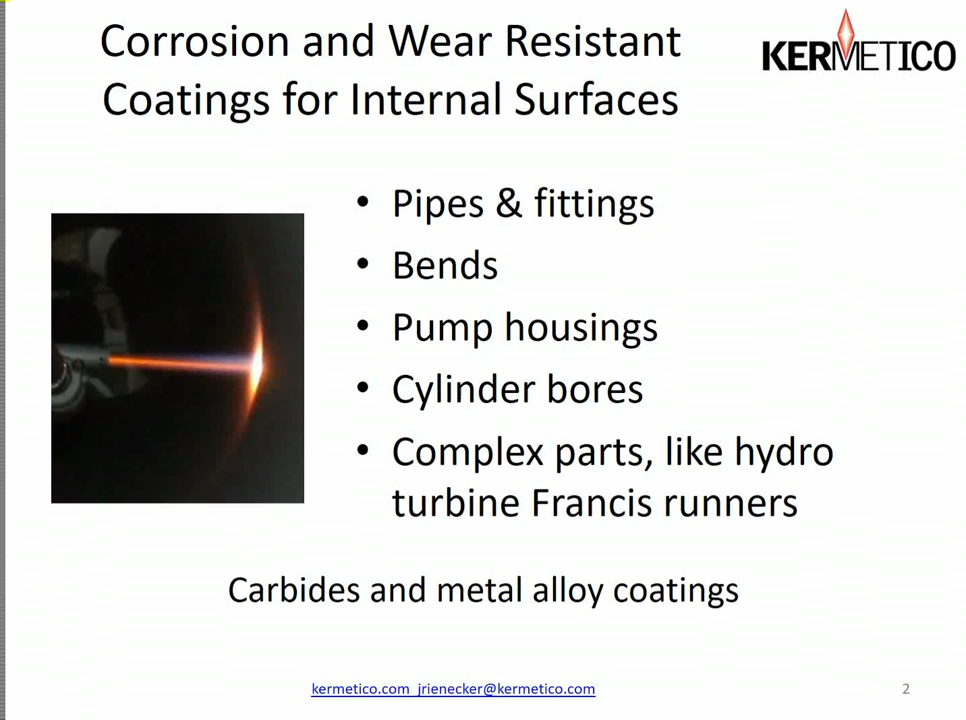 Corrosion and Wear Resistant
Coatings for Internal Surfaces
KERMETICO
• Pipes & fittings
• Bends
• Pump housings
• Cylinder bores
• Complex parts, like hydro
turbine Francis runners
Carbides and metal alloy coatings
kermetico.com jrienecker@kermetico.com
2